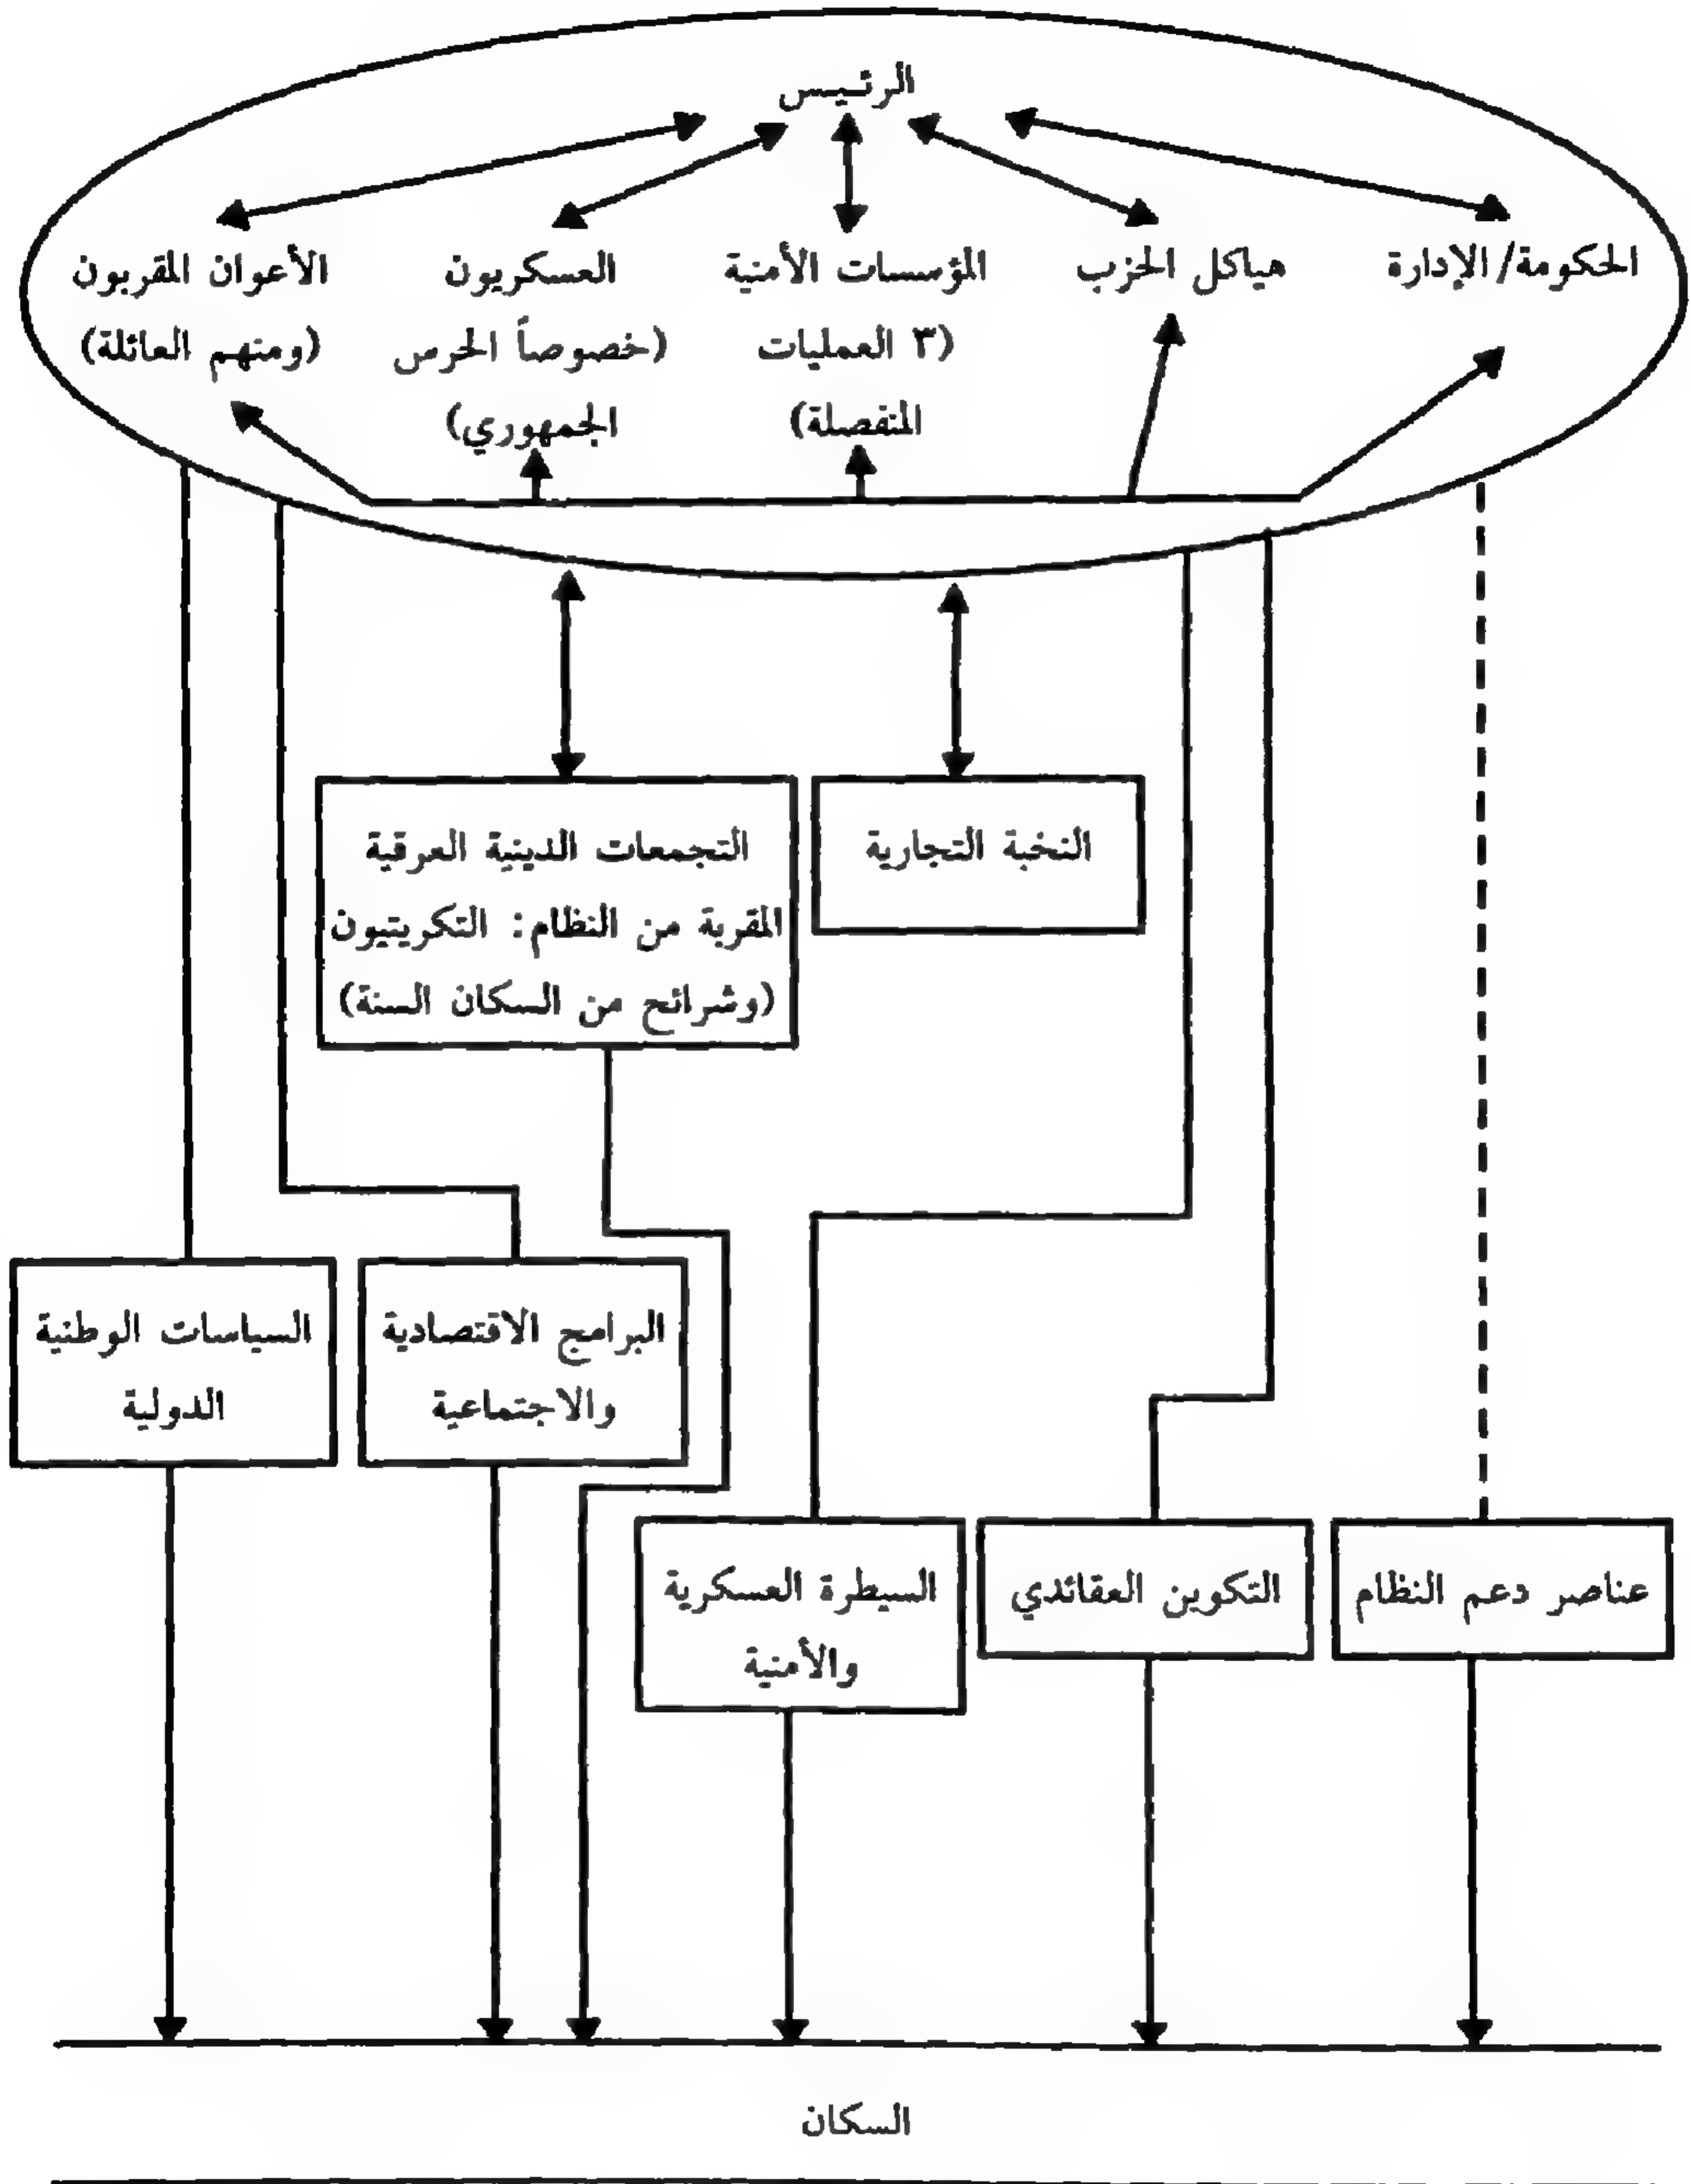 الرئيس
الحكومة/الإدارة
هياكل الحزب
المؤسسات الأمنية
(٣ العمليات
المنفصلة)
العسكريون
(خصوصاً الحرس
الجمهوري)
الأعوان المقربون
(ومنهم العائلة)
النخبة التجارية
التجمعات الدينية العرقية
المقربة من النظام: التكريتيون
(وشرائح من السكان السنة)
البرامج الاقتصادية
والاجتماعية
السياسات الوطنية
الدولية
عناصر دعم النظام
التكوين العقائدي
السيطرة العسكرية
والأمنية
السكان